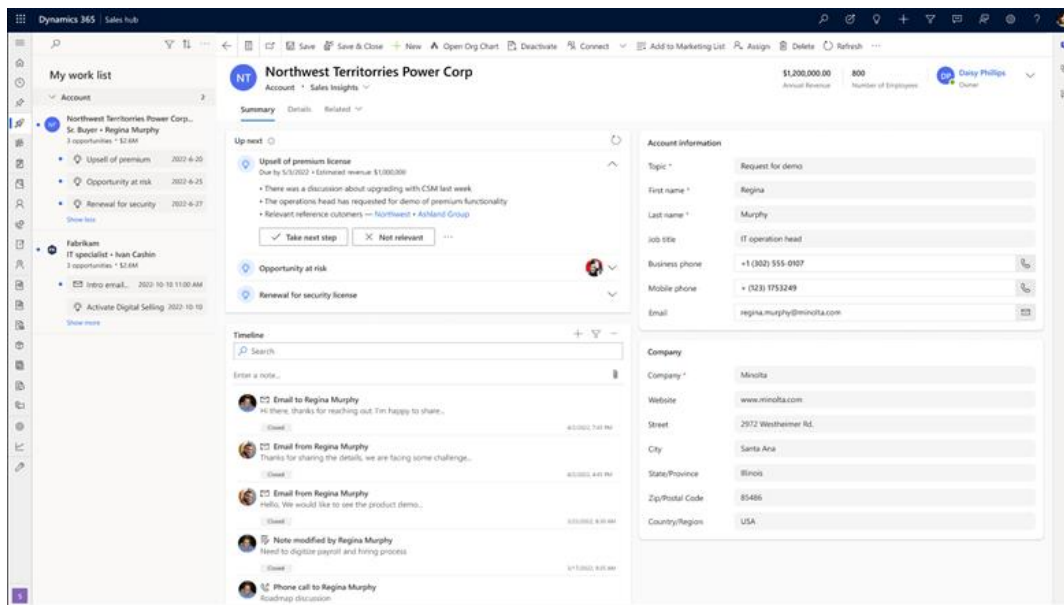 Dynamics 365 Sales hub
Save Save & Close New Open Org Chart Deactivate Connect Add to Marketing List Assign Delete Refresh
My work list
Account
Northwest Territories Power Corp...
Sr. Buyer • Regina Murphy
3 opportunities • $2.6M
Upsell of premium 2022-6-20
Opportunity at risk 2022-6-25
Renewal for security 2022-6-27
Show less
Fabrikam
IT specialist • Ivan Cashin
3 opportunities • $2.6M
Intro email... 2022-10-10 11:00 AM
Activate Digital Selling 2022-10-10
Show more
NT
Northwest Territorries Power Corp
Account • Sales Insights
$1,200,000.00
Annual Revenue
800
Number of Employees
DP
Daisy Phillips
Owner
Summary Details Related
Up next
Upsell of premium license
Due by 5/3/2022 • Estimated revenue $1,000,000
• There was a discussion about upgrading with CSM last week
• The operations head has requested for demo of premium functionality
• Relevant reference cutomers — Northwest • Ashland Group
Take next step Not relevant
Opportunity at risk
Renewal for security license
Timeline
Search
Enter a note...
Email to Regina Murphy
Hi there, thanks for reaching out. I'm happy to share...
Closed
Email from Regina Murphy
Thanks for sharing the details, we are facing some challenge...
Closed
Email from Regina Murphy
Hello, We would like to see the product demo...
Closed
Note modified by Regina Murphy
Need to digitize payroll and hiring process
Closed
Phone call to Regina Murphy
Roadmap discussion
Account information
Topic * Request for demo
First name * Regina
Last name * Murphy
Job title IT operation head
Business phone +1 (302) 555-0107
Mobile phone + (123) 1753249
Email regina.murphy@minolta.com
Company
Company * Minolta
Website www.minolta.com
Street 2972 Westheimer Rd.
City Santa Ana
State/Province Illinois
Zip/Postal Code 85486
Country/Region USA
S